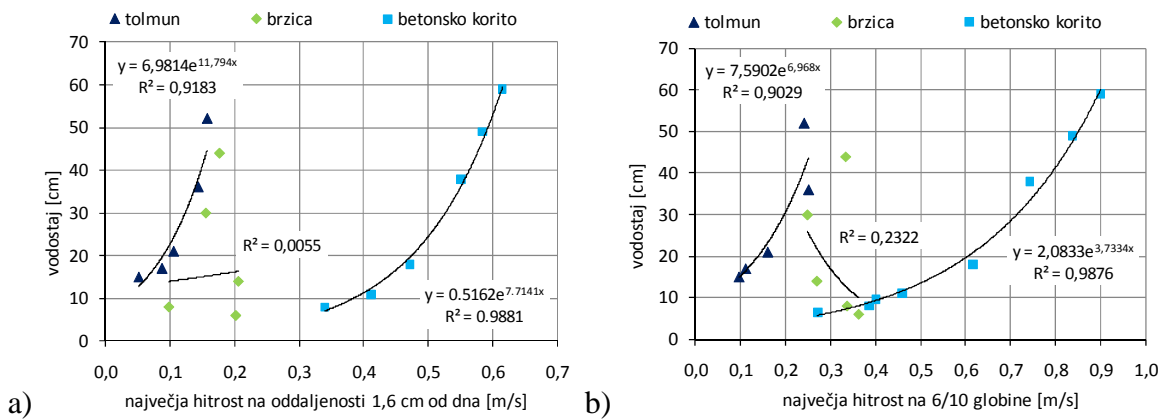 tolmun brzica betonsko korito
70
60
50
40
30
20
10
0
vodostaj [cm]
y = 6,9814e^11,794x
R² = 0,9183
R² = 0,0055
y = 0.5162e^7.7141x
R² = 0.9881
0,0 0,1 0,2 0,3 0,4 0,5 0,6 0,7
največja hitrost na oddaljenosti 1,6 cm od dna [m/s]
a)
tolmun brzica betonsko korito
70
60
50
40
30
20
10
0
vodostaj [cm]
y = 7,5902e^6,968x
R² = 0,9029
R² = 0,2322
y = 2,0833e^3,7334x
R² = 0,9876
0,0 0,1 0,2 0,3 0,4 0,5 0,6 0,7 0,8 0,9 1,0
največja hitrost na 6/10 globine [m/s]
b)